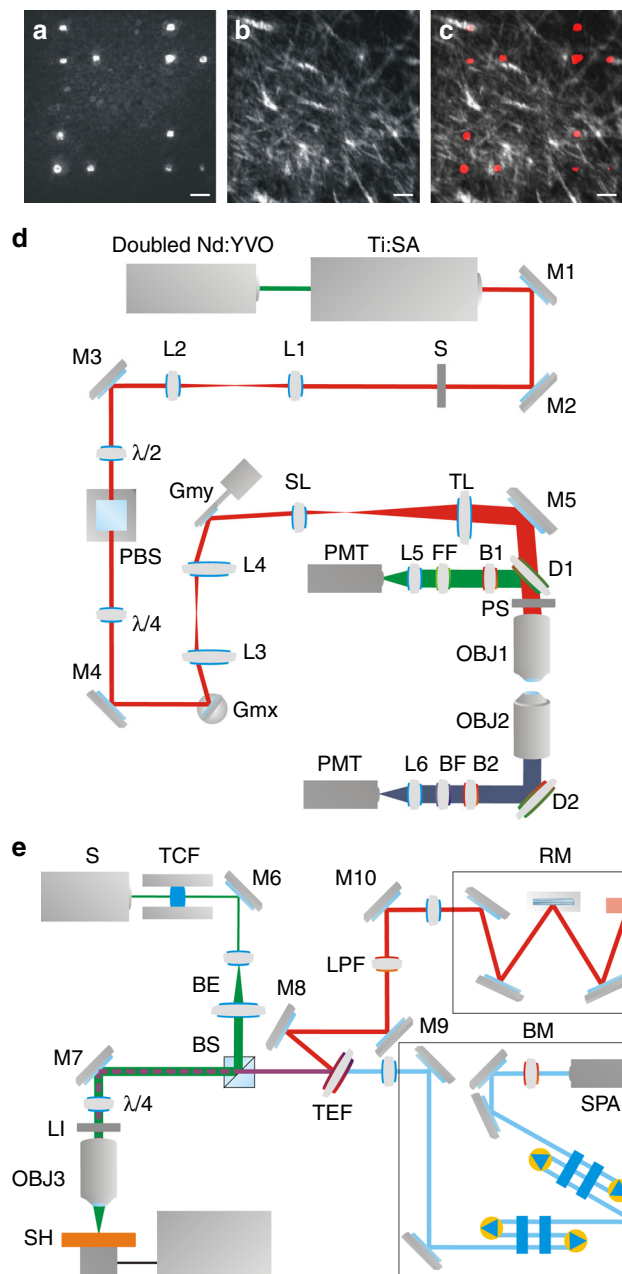 a
b
c
d
Doubled Nd:YVO
Ti:SA
M1
M3
L2
L1
S
M2
λ/2
Gmy
SL
TL
M5
PBS
L4
PMT
L5
FF
B1
D1
PS
λ/4
L3
OBJ1
M4
Gmx
OBJ2
PMT
L6
BF
B2
D2
e
S
TCF
M6
M10
RM
LPF
BE
M8
M9
BS
BM
M7
TEF
SPA
λ/4
LI
OBJ3
SH